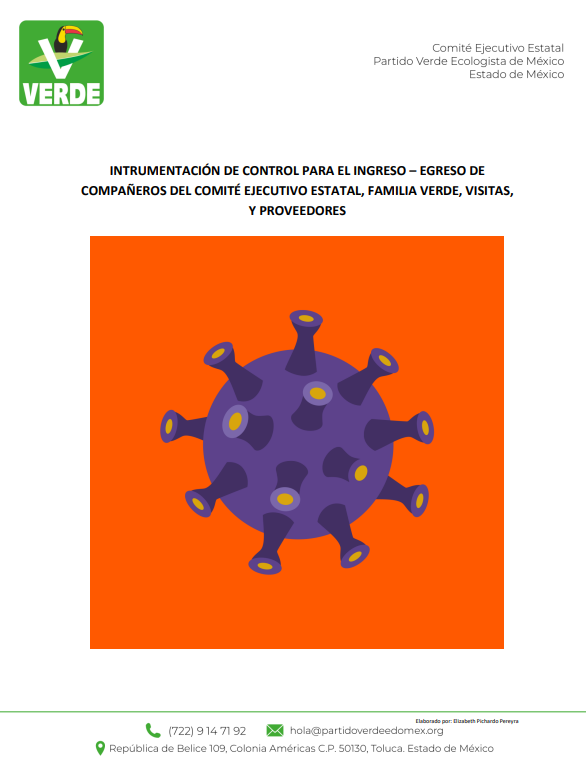 VERDE
Comité Ejecutivo Estatal
Partido Verde Ecologista de México
Estado de México
INTRUMENTACIÓN DE CONTROL PARA EL INGRESO – EGRESO DE
COMPAÑEROS DEL COMITÉ EJECUTIVO ESTATAL, FAMILIA VERDE, VISITAS,
Y PROVEEDORES
Elaborado por: Elizabeth Pichardo Pereyra
(722) 9 14 71 92 hola@partidoverdeedomex.org
República de Belice 109, Colonia Américas C.P. 50130, Toluca. Estado de México